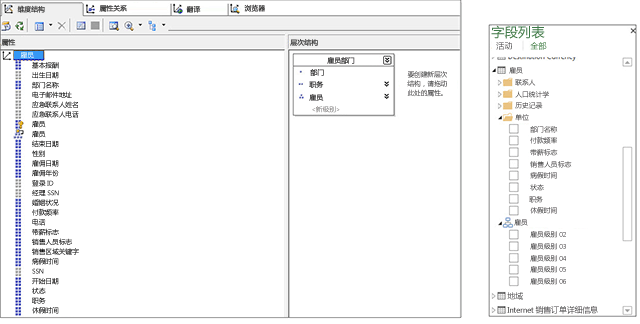 维度结构
属性关系
翻译
浏览器
属性
雇员
基本报酬
出生日期
部门名称
电子邮件地址
应急联系人姓名
应急联系人电话
雇员
雇员
结束日期
性别
雇佣日期
雇佣年份
登录 ID
经理 SSN
婚姻状况
付款频率
电话
带薪标志
销售人员标志
销售区域关键字
病假时间
SSN
开始日期
状态
职务
休假时间
层次结构
雇员部门
部门
职务
雇员
<新级别>
要创建新层次
结构，请拖动
此处的属性。
字段列表
活动 全部
Destination Currency
雇员
联系人
人口统计学
历史记录
单位
部门名称
付款频率
带薪标志
销售人员标志
病假时间
状态
职务
休假时间
雇员
雇员级别 02
雇员级别 03
雇员级别 04
雇员级别 05
雇员级别 06
地域
Internet 销售订单详细信息